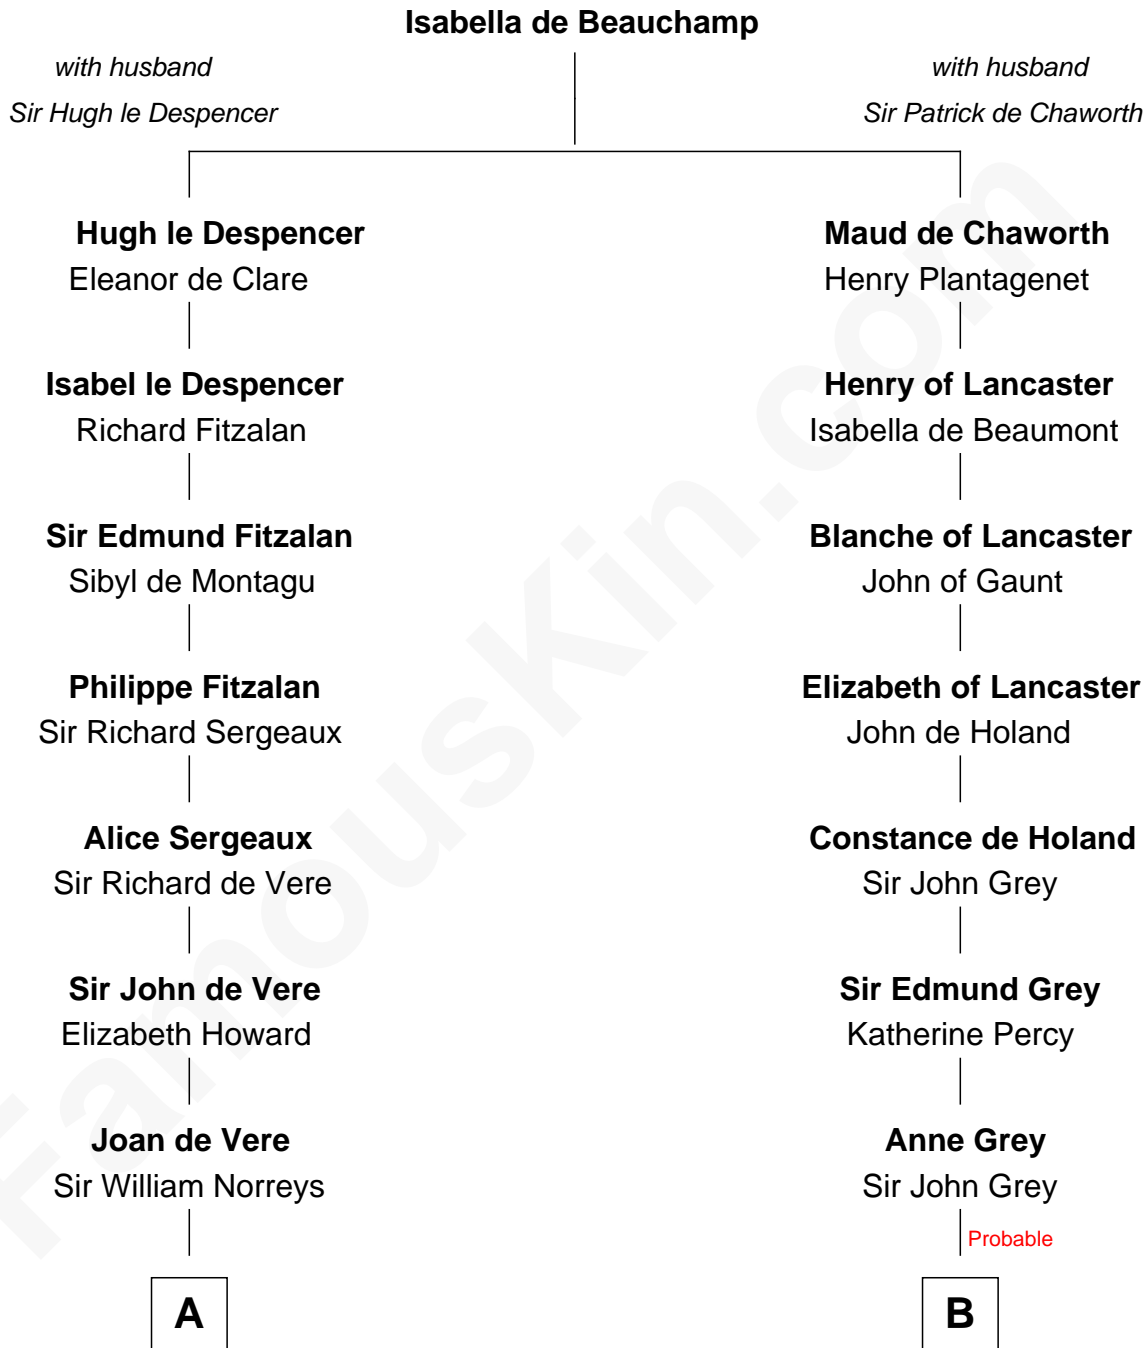 Isabella de Beauchamp
with husband
Sir Hugh le Despencer
with husband
Sir Patrick de Chaworth
Hugh le Despencer
Eleanor de Clare
Maud de Chaworth
Henry Plantagenet
Isabel le Despencer
Richard Fitzalan
Henry of Lancaster
Isabella de Beaumont
Sir Edmund Fitzalan
Sibyl de Montagu
Blanche of Lancaster
John of Gaunt
Philippe Fitzalan
Sir Richard Sergeaux
Elizabeth of Lancaster
John de Holand
Alice Sergeaux
Sir Richard de Vere
Constance de Holand
Sir John Grey
Sir John de Vere
Elizabeth Howard
Sir Edmund Grey
Katherine Percy
Joan de Vere
Sir William Norreys
Anne Grey
Sir John Grey
Probable
A
B
FamousKin.com